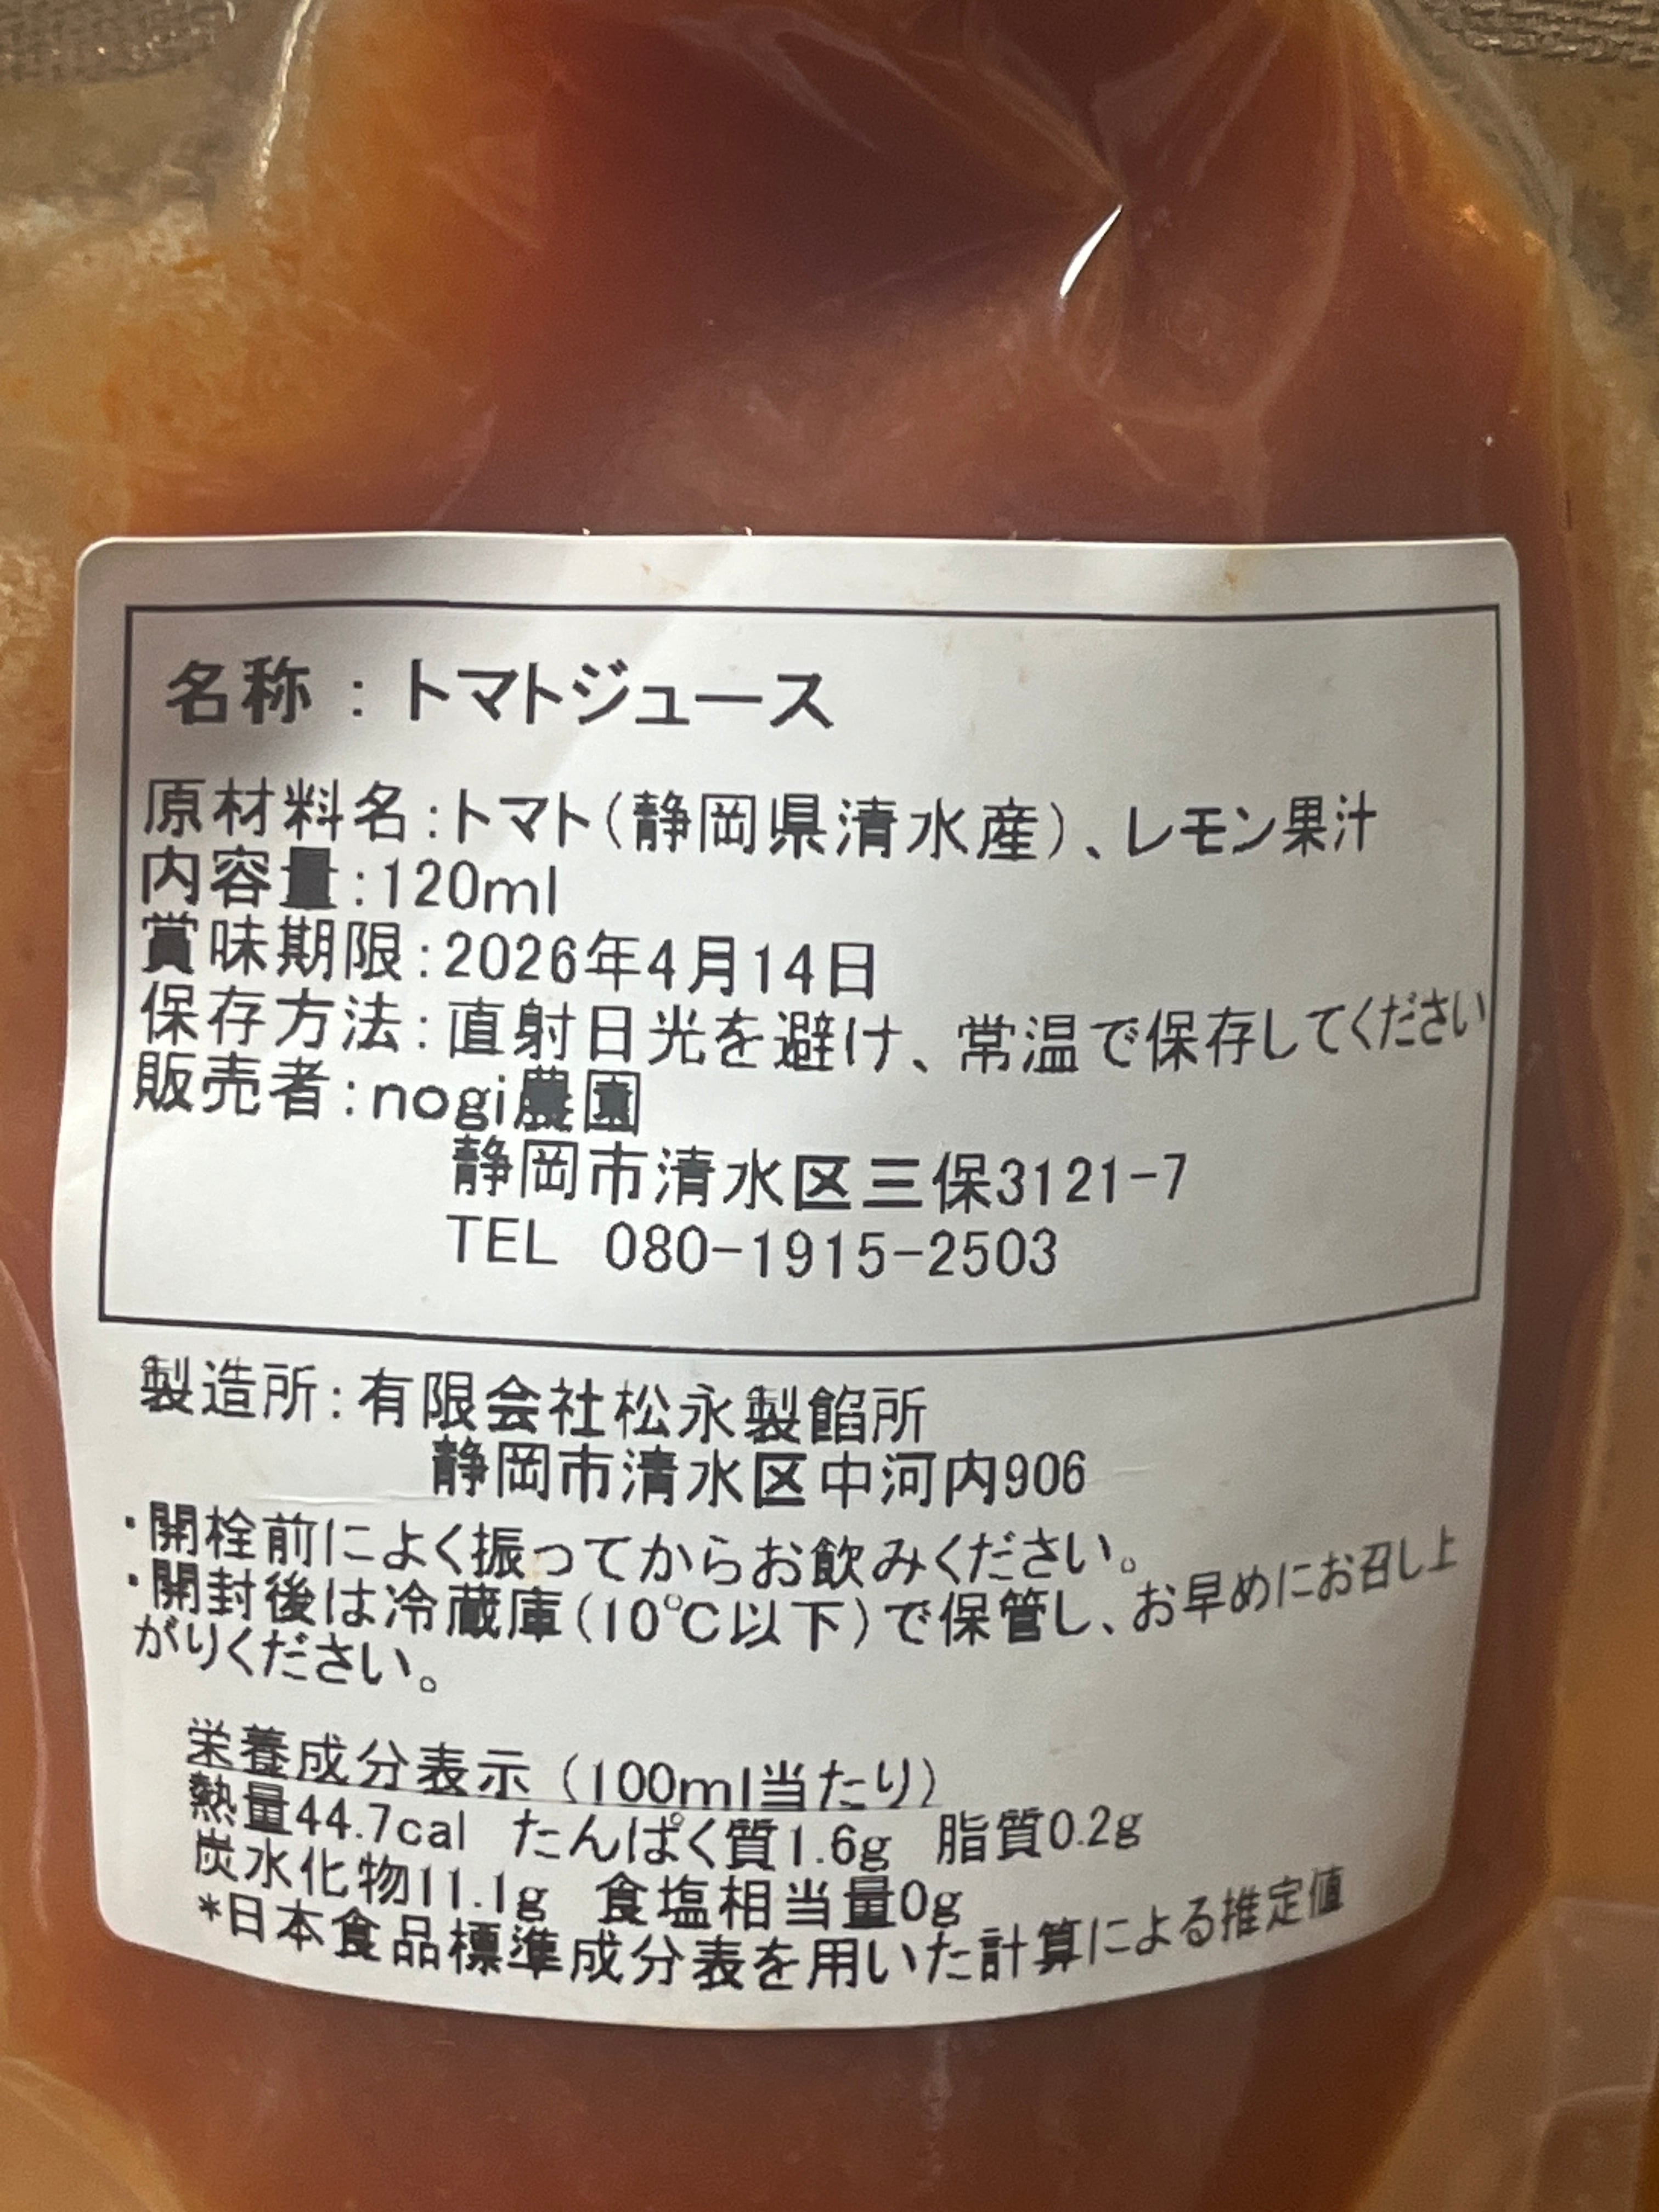 名称：トマトジュース
原材料名：トマト（静岡県清水産）、レモン果汁
内容量：120ml
賞味期限：2026年4月14日
保存方法：直射日光を避け、常温で保存してください
販売者：nogi農園
静岡市清水区三保3121-7
TEL 080-1915-2503
製造所：有限会社松永製餡所
静岡市清水区中河内906
・開栓前によく振ってからお飲みください。
・開封後は冷蔵庫（10℃以下）で保管し、お早めにお召し上
がりください。
栄養成分表示（100ml当たり）
熱量44.7cal たんぱく質1.6g 脂質0.2g
炭水化物11.1g 食塩相当量0g
*日本食品標準成分表を用いた計算による推定値